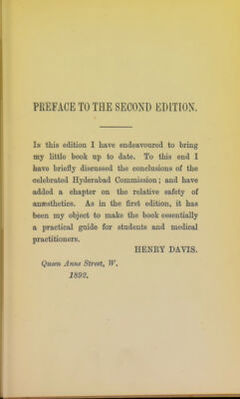 PREFACE TO THE SECOND EDITION.
In this edition I have endeavoured to bring
my little book up to date. To this end I
have briefly discussed the conclusions of the
celebrated Hyderabad Commission; and have
added a chapter on the relative safety of
anæsthetics. As in the first edition, it has
been my object to make the book essentially
a practical guide for students and medical
practitioners.
HENRY DAVIS.
Queen Anne Street, W.
1892.